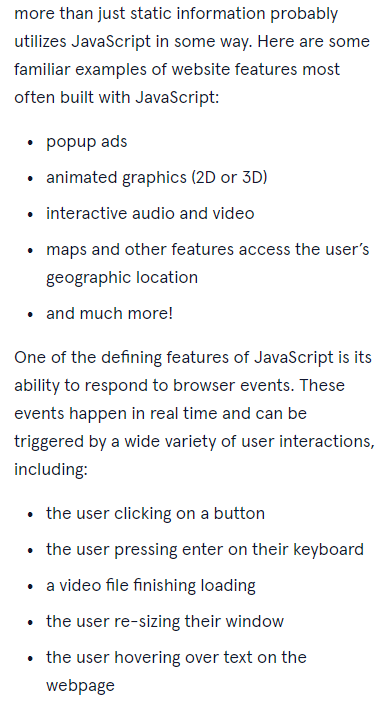 more than just static information probably
utilizes JavaScript in some way. Here are some
familiar examples of website features most
often built with JavaScript:
• popup ads
• animated graphics (2D or 3D)
• interactive audio and video
• maps and other features access the user's
geographic location
• and much more!
One of the defining features of JavaScript is its
ability to respond to browser events. These
events happen in real time and can be
triggered by a wide variety of user interactions,
including:
• the user clicking on a button
• the user pressing enter on their keyboard
• a video file finishing loading
• the user re-sizing their window
• the user hovering over text on the
webpage